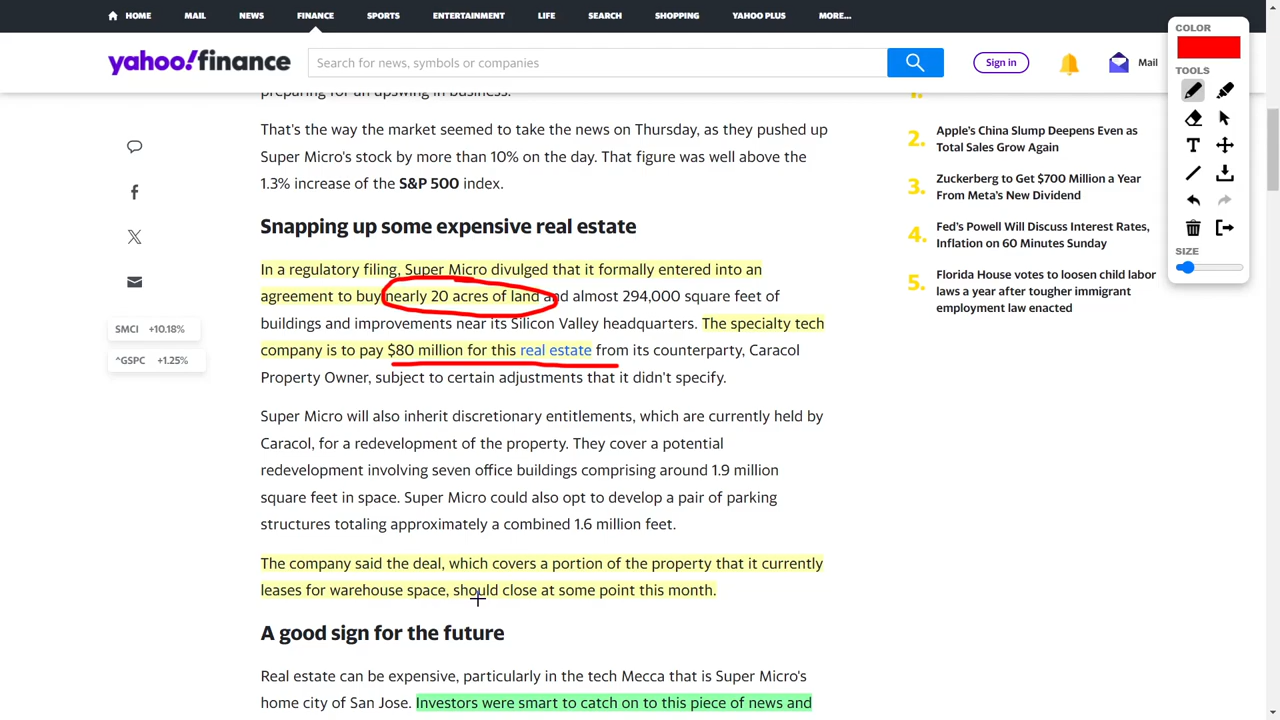 HOME MAIL NEWS FINANCE SPORTS ENTERTAINMENT LIFE SEARCH SHOPPING YAHOO PLUS MORE...
yahoo!finance
Search for news, symbols or companies
Sign in
Mail
preparing for an upswing in business.
That's the way the market seemed to take the news on Thursday, as they pushed up
Super Micro's stock by more than 10% on the day. That figure was well above the
1.3% increase of the S&P 500 index.
Snapping up some expensive real estate
In a regulatory filing, Super Micro divulged that it formally entered into an
agreement to buy nearly 20 acres of land and almost 294,000 square feet of
buildings and improvements near its Silicon Valley headquarters. The specialty tech
company is to pay $80 million for this real estate from its counterparty, Caracol
Property Owner, subject to certain adjustments that it didn't specify.
Super Micro will also inherit discretionary entitlements, which are currently held by
Caracol, for a redevelopment of the property. They cover a potential
redevelopment involving seven office buildings comprising around 1.9 million
square feet in space. Super Micro could also opt to develop a pair of parking
structures totaling approximately a combined 1.6 million feet.
The company said the deal, which covers a portion of the property that it currently
leases for warehouse space, should close at some point this month.
A good sign for the future
Real estate can be expensive, particularly in the tech Mecca that is Super Micro's
home city of San Jose. Investors were smart to catch on to this piece of news and
SMCI +10.18%
^GSPC +1.25%
1.
2. Apple's China Slump Deepens Even as
Total Sales Grow Again
3. Zuckerberg to Get $700 Million a Year
From Meta's New Dividend
4. Fed's Powell Will Discuss Interest Rates,
Inflation on 60 Minutes Sunday
5. Florida House votes to loosen child labor
laws a year after tougher immigrant
employment law enacted
COLOR
TOOLS
T
SIZE